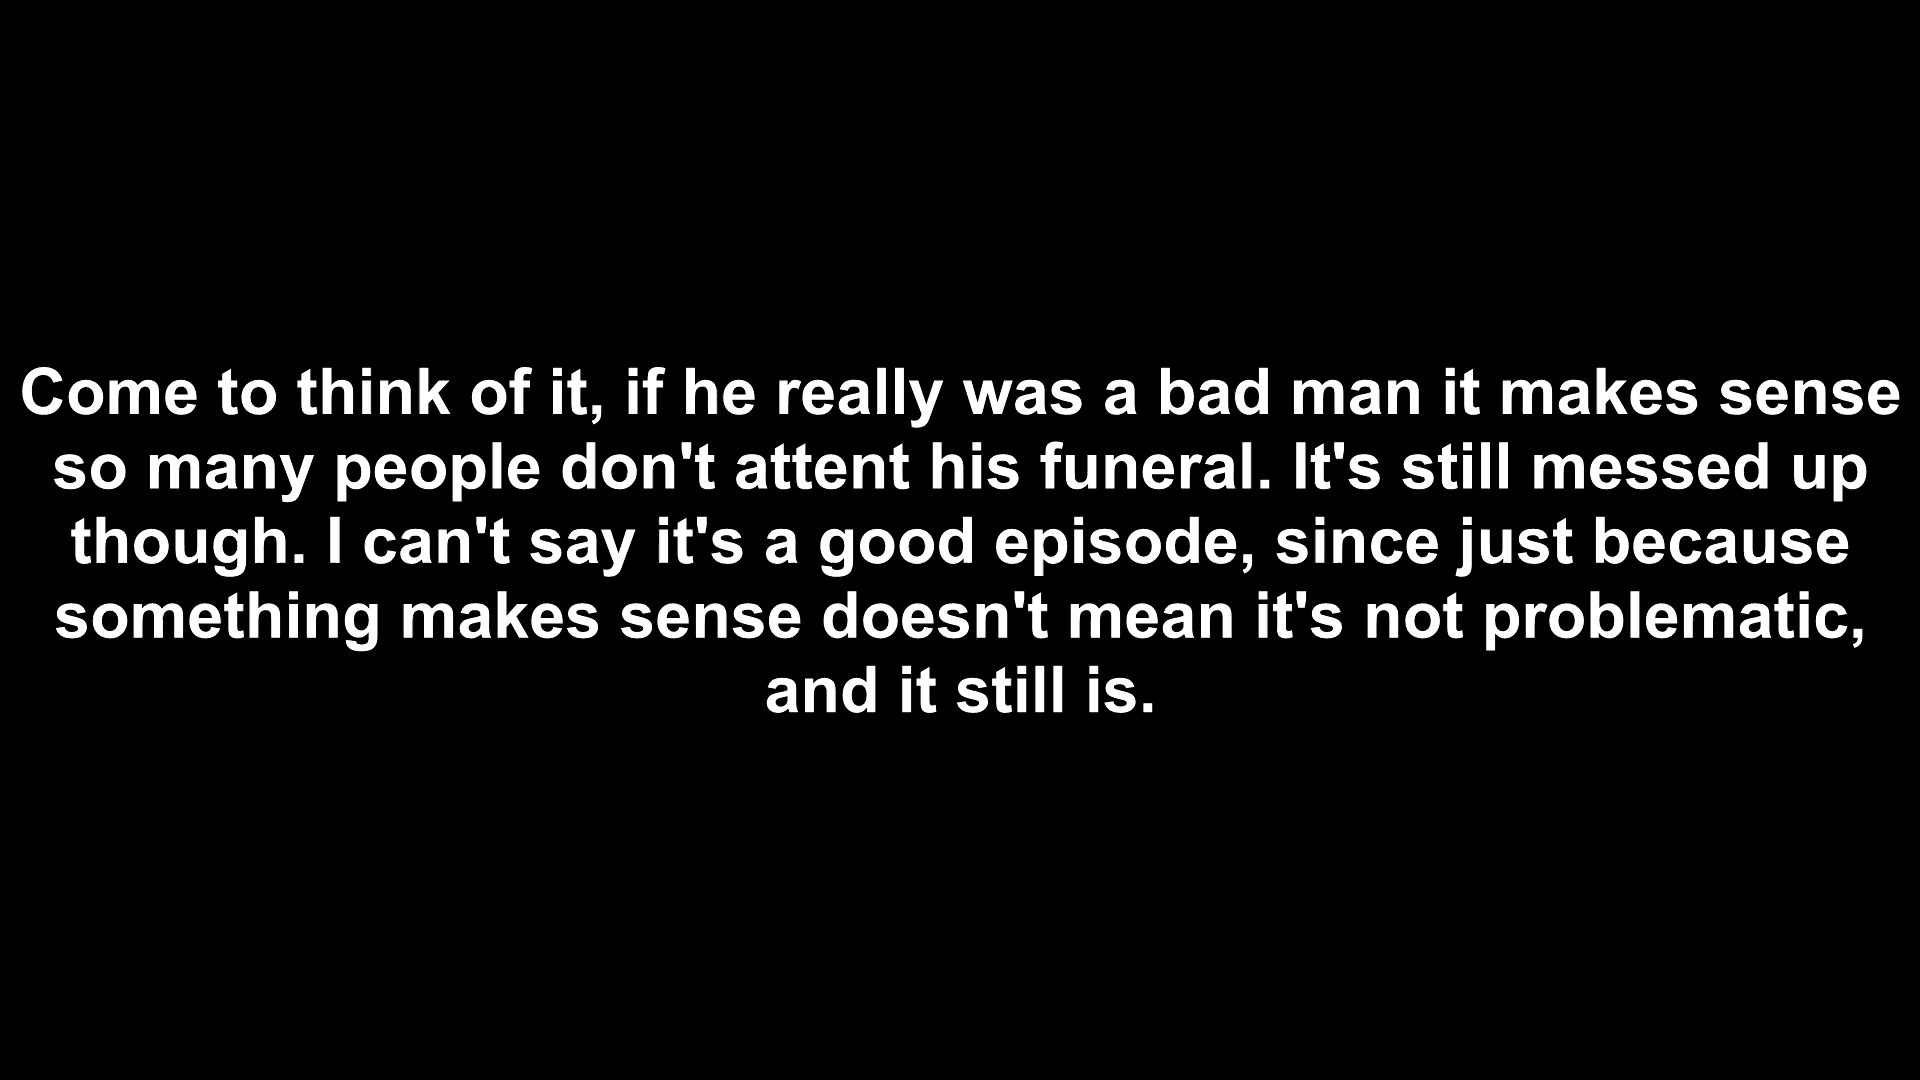 Come to think of it, if he really was a bad man it makes sense
so many people don't attent his funeral. It's still messed up
though. I can't say it's a good episode, since just because
something makes sense doesn't mean it's not problematic,
and it still is.